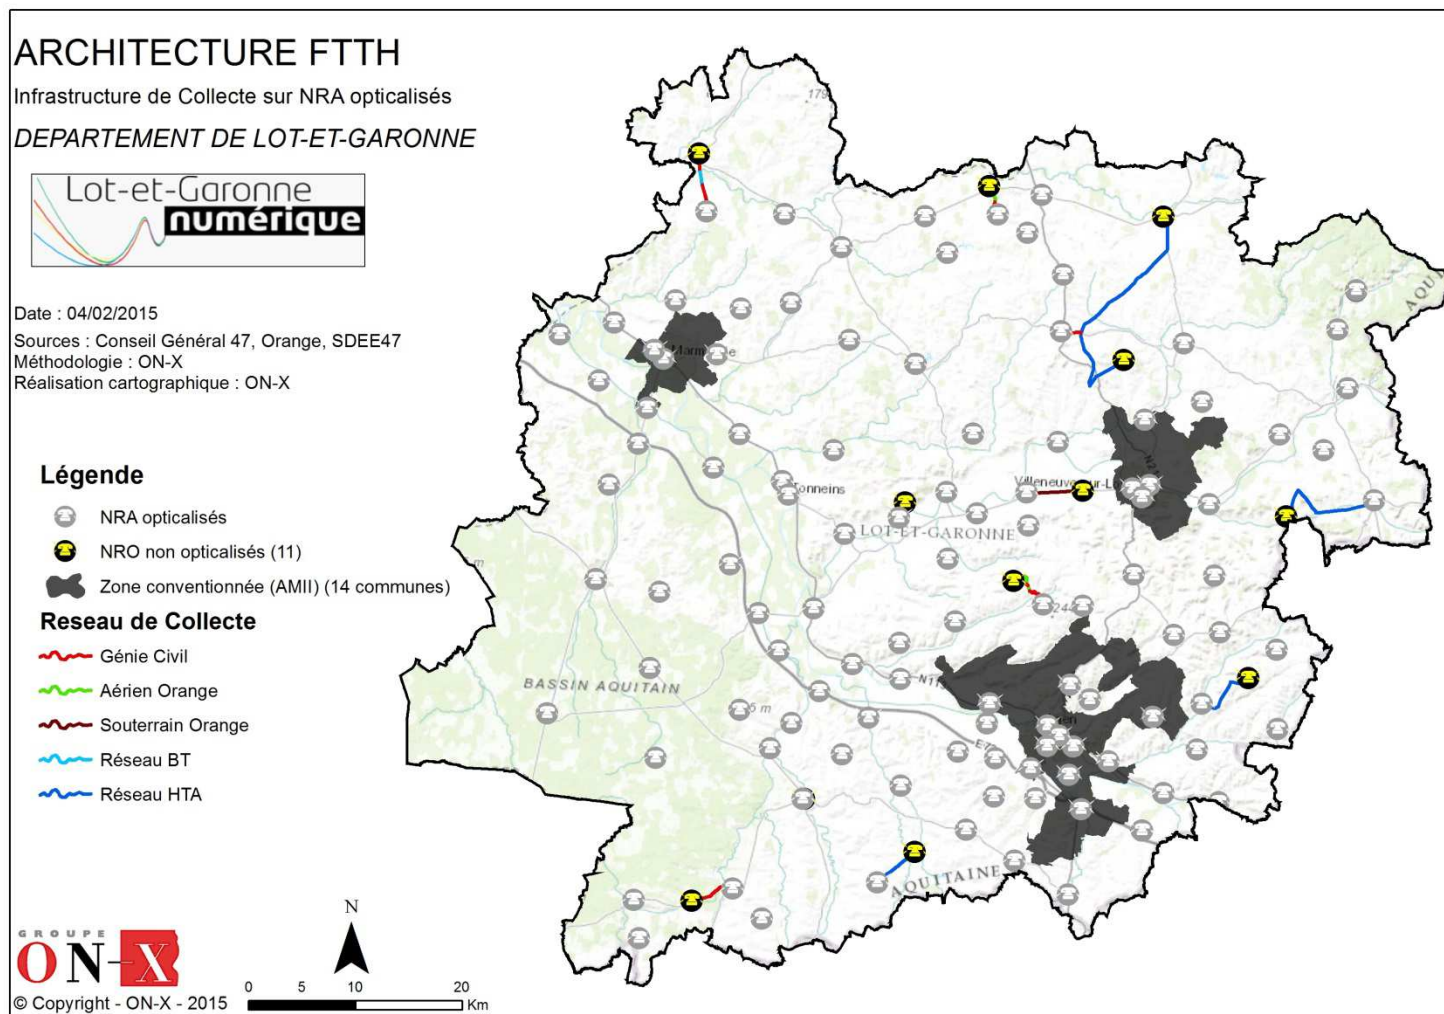 ARCHITECTURE FTTH
Infrastructure de Collecte sur NRA opticalisés
DEPARTEMENT DE LOT-ET-GARONNE
Lot-et-Garonne
numérique
Date : 04/02/2015
Sources : Conseil Général 47, Orange, SDEE47
Méthodologie : ON-X
Réalisation cartographique : ON-X
Légende
NRA opticalisés
NRO non opticalisés (11)
Zone conventionnée (AMII) (14 communes)
Reseau de Collecte
Génie Civil
Aérien Orange
Souterrain Orange
Réseau BT
Réseau HTA
GROUPE
ON-X
© Copyright - ON-X - 2015
N
0 5 10 20
Km
179
Tonneins
LOT-ET-GARONNE
BASSIN AQUITAIN
AQUITAINE